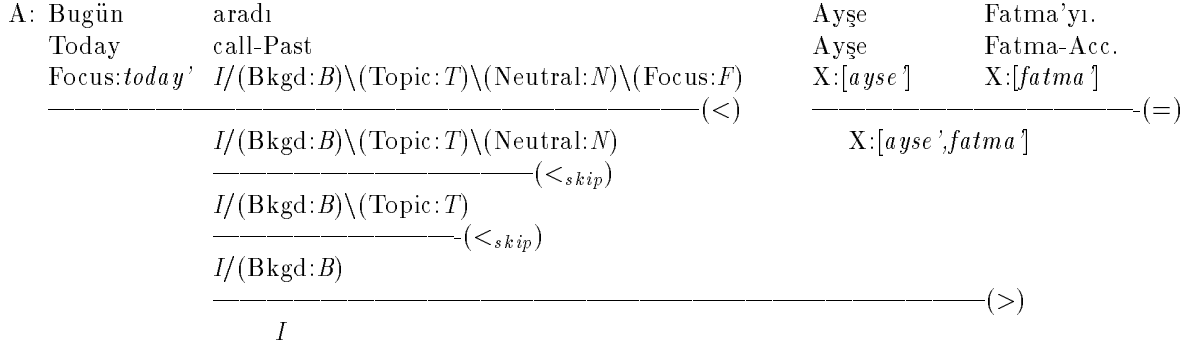 A: Bugün aradı Ayşe Fatma'yı.
Today call-Past Ayşe Fatma-Acc.
Focus:today' I/(Bkgd:B)\(Topic:T)\(Neutral:N)\(Focus:F) X:[ayse'] X:[fatma']
(<) (=)
I/(Bkgd:B)\(Topic:T)\(Neutral:N) X:[ayse',fatma']
(<skip)
I/(Bkgd:B)\(Topic:T)
(<skip)
I/(Bkgd:B)
(>)
I